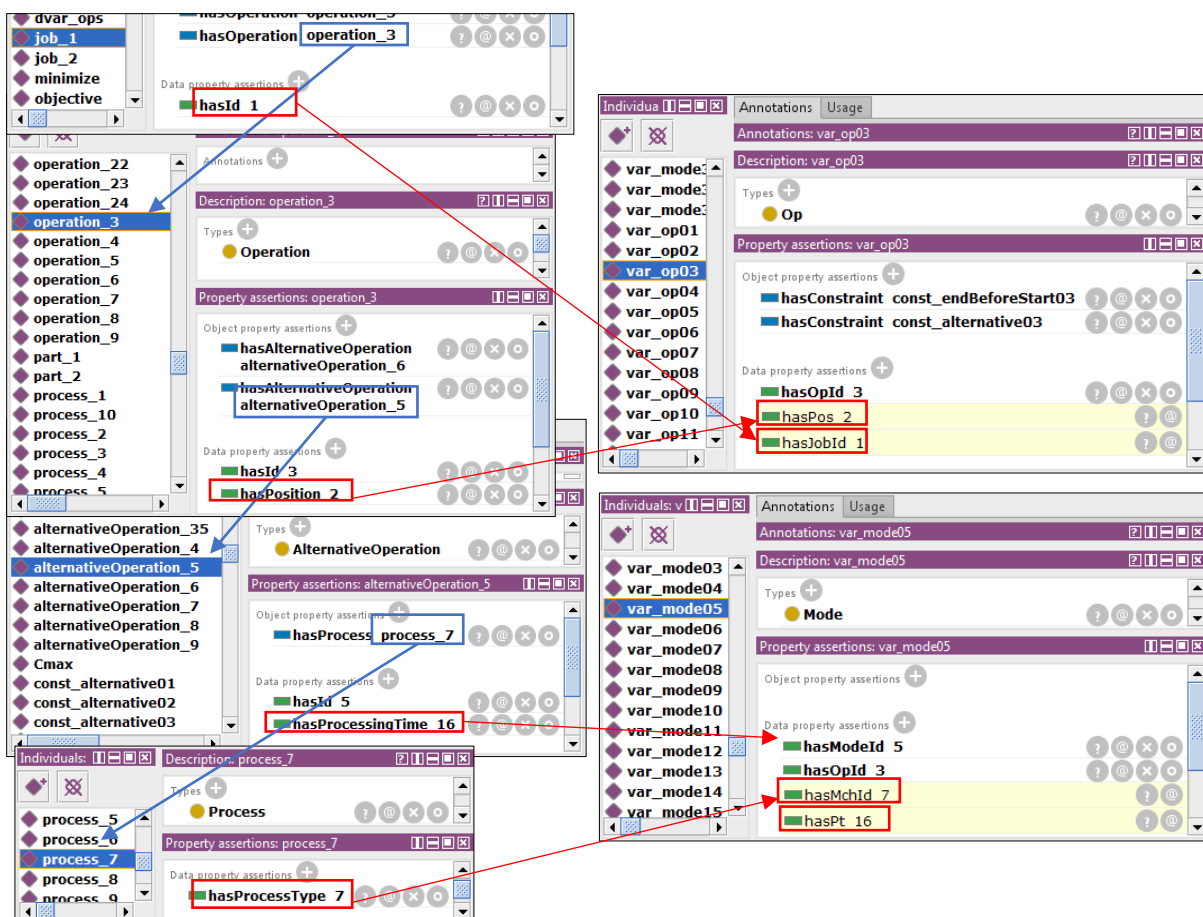 dvar_ops
job_1
job_2
minimize
objective
hasOperation operation_3
Data property assertions
hasId 1
operation_22
operation_23
operation_24
operation_3
operation_4
operation_5
operation_6
operation_7
operation_8
operation_9
part_1
part_2
process_1
process_10
process_2
process_3
process_4
process_5
Annotations
Description: operation_3
Types
Operation
Property assertions: operation_3
Object property assertions
hasAlternativeOperation
alternativeOperation_6
hasAlternativeOperation
alternativeOperation_5
Data property assertions
hasId 3
hasPosition 2
alternativeOperation_35
alternativeOperation_4
alternativeOperation_5
alternativeOperation_6
alternativeOperation_7
alternativeOperation_8
alternativeOperation_9
Cmax
const_alternative01
const_alternative02
const_alternative03
Types
AlternativeOperation
Property assertions: alternativeOperation_5
Object property assertions
hasProcess process_7
Data property assertions
hasId 5
hasProcessingTime 16
Individuals:
process_5
process_6
process_7
process_8
process_9
Description: process_7
Types
Process
Property assertions: process_7
Data property assertions
hasProcessType 7
Individua
var_op01
var_op02
var_op03
var_op04
var_op05
var_op06
var_op07
var_op08
var_op09
var_op10
var_op11
Annotations Usage
Annotations: var_op03
Description: var_op03
Types
Op
Property assertions: var_op03
Object property assertions
hasConstraint const_endBeforeStart03
hasConstraint const_alternative03
Data property assertions
hasOpId 3
hasPos 2
hasJobId 1
Individuals: v
var_mode03
var_mode04
var_mode05
var_mode06
var_mode07
var_mode08
var_mode09
var_mode10
var_mode11
var_mode12
var_mode13
var_mode14
var_mode15
Annotations Usage
Annotations: var_mode05
Description: var_mode05
Types
Mode
Property assertions: var_mode05
Object property assertions
Data property assertions
hasModeId 5
hasOpId 3
hasMchId 7
hasPt 16